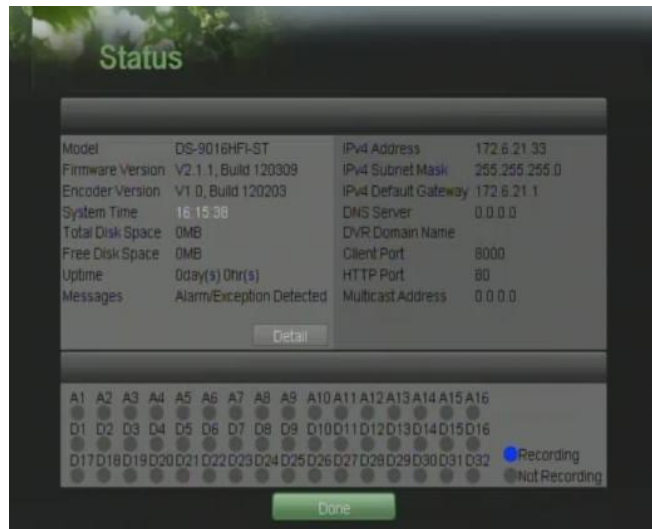 Status
Model DS-9016HFI-ST
Firmware Version V2.1.1, Build 120309
Encoder Version V1.0, Build 120203
System Time 16:15:38
Total Disk Space 0MB
Free Disk Space 0MB
Uptime 0day(s) 0hr(s)
Messages Alarm/Exception Detected
Detail
IPv4 Address 172.6.21.33
IPv4 Subnet Mask 255.255.255.0
IPv4 Default Gateway 172.6.21.1
DNS Server 0.0.0.0
DVR Domain Name
Client Port 8000
HTTP Port 80
Multicast Address 0.0.0.0
A1 A2 A3 A4 A5 A6 A7 A8 A9 A10 A11 A12 A13 A14 A15 A16
D1 D2 D3 D4 D5 D6 D7 D8 D9 D10 D11 D12 D13 D14 D15 D16
D17 D18 D19 D20 D21 D22 D23 D24 D25 D26 D27 D28 D29 D30 D31 D32
Recording
Not Recording
Done